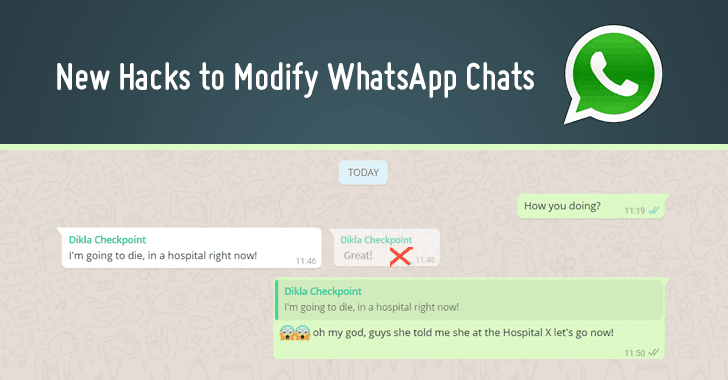 New Hacks to Modify WhatsApp Chats
TODAY
How you doing?
11:19
Dikla Checkpoint
I'm going to die, in a hospital right now!
11:46
Dikla Checkpoint
Great!
11:46
Dikla Checkpoint
I'm going to die, in a hospital right now!
oh my god, guys she told me she at the Hospital X let's go now!
11:50